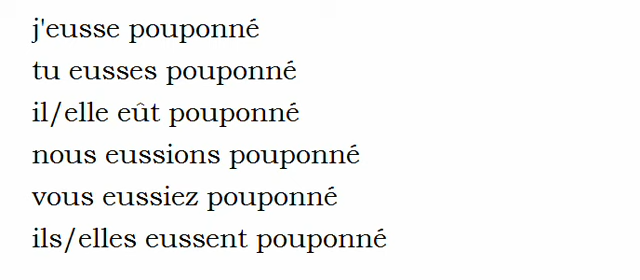 j'eusse pouponné
tu eusses pouponné
il/elle eût pouponné
nous eussions pouponné
vous eussiez pouponné
ils/elles eussent pouponné